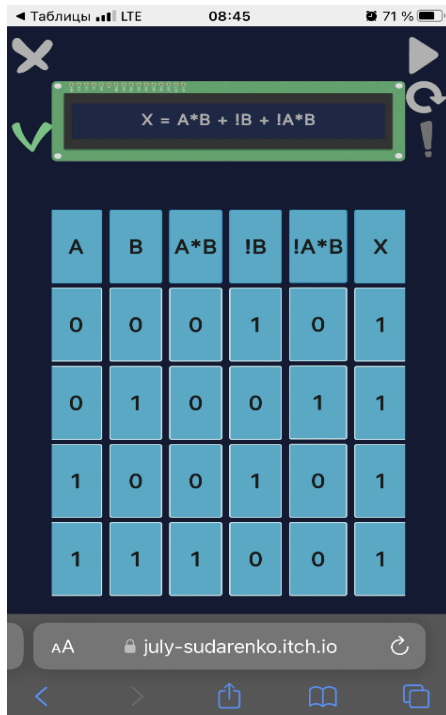 ◄ Таблицы LTE 08:45 71 %
X = A*B + !B + !A*B
A B A*B !B !A*B X
0 0 0 1 0 1
0 1 0 0 1 1
1 0 0 1 0 1
1 1 1 0 0 1
AA july-sudarenko.itch.io